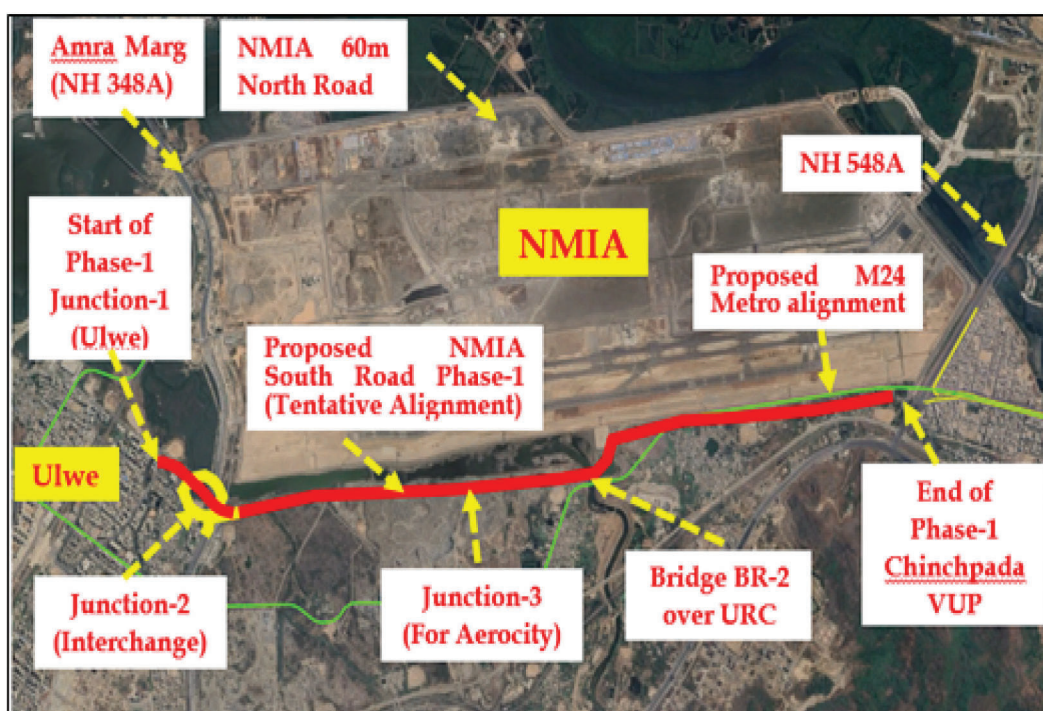 Amra Marg
(NH 348A)
NMIA 60m
North Road
NH 548A
Start of
Phase-1
Junction-1
(Ulwe)
NMIA
Proposed M24
Metro alignment
Proposed NMIA
South Road Phase-1
(Tentative Alignment)
Ulwe
End of
Phase-1
Chinchpada
VUP
Junction-2
(Interchange)
Junction-3
(For Aerocity)
Bridge BR-2
over URC